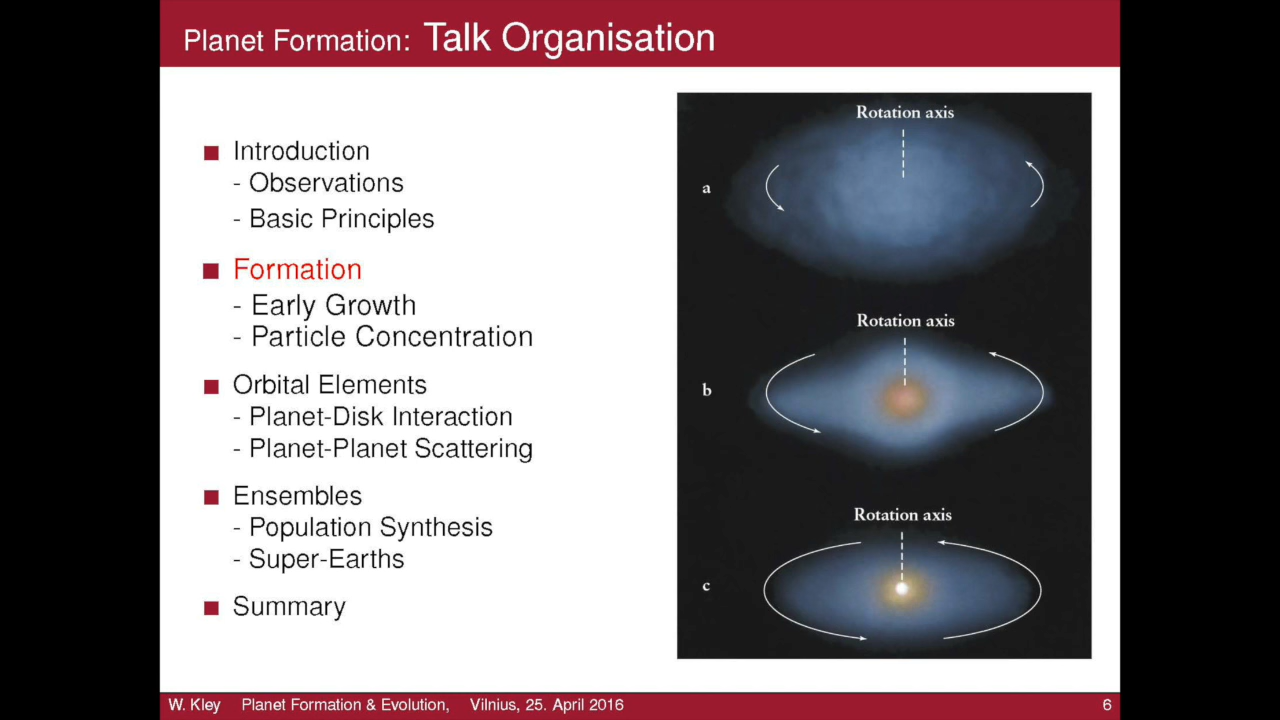 Planet Formation: Talk Organisation
Introduction
- Observations
- Basic Principles
Formation
- Early Growth
- Particle Concentration
Orbital Elements
- Planet-Disk Interaction
- Planet-Planet Scattering
Ensembles
- Population Synthesis
- Super-Earths
Summary
Rotation axis
a
Rotation axis
b
Rotation axis
c
W. Kley Planet Formation & Evolution, Vilnius, 25. April 2016 6